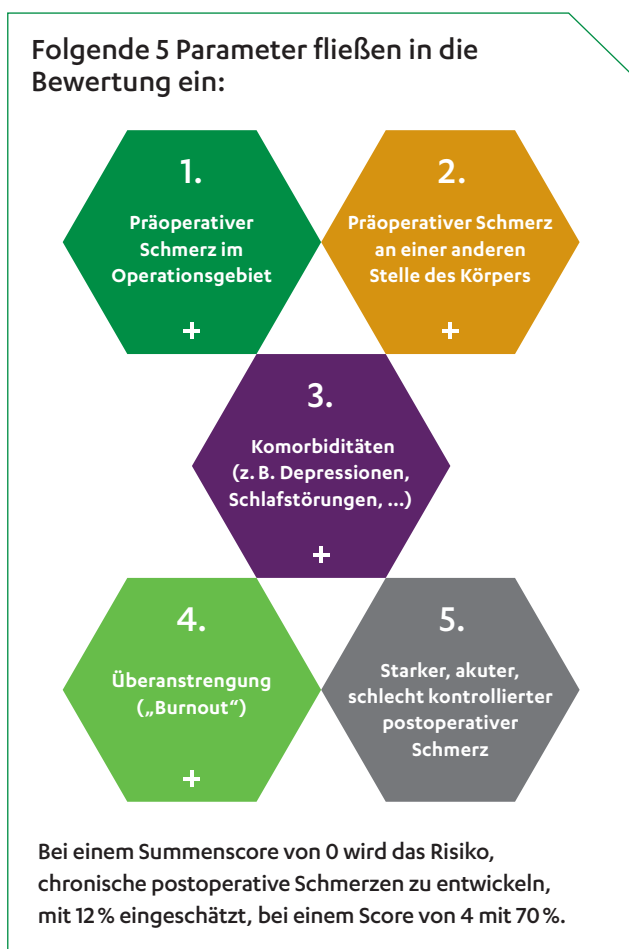 Folgende 5 Parameter fließen in die
Bewertung ein:
1.
Präoperativer
Schmerz im
Operationsgebiet
+
2.
Präoperativer Schmerz
an einer anderen
Stelle des Körpers
+
3.
Komorbiditäten
(z. B. Depressionen,
Schlafstörungen, ...)
+
4.
Überanstrengung
(„Burnout“)
+
5.
Starker, akuter,
schlecht kontrollierter
postoperativer
Schmerz
Bei einem Summenscore von 0 wird das Risiko,
chronische postoperative Schmerzen zu entwickeln,
mit 12 % eingeschätzt, bei einem Score von 4 mit 70 %.